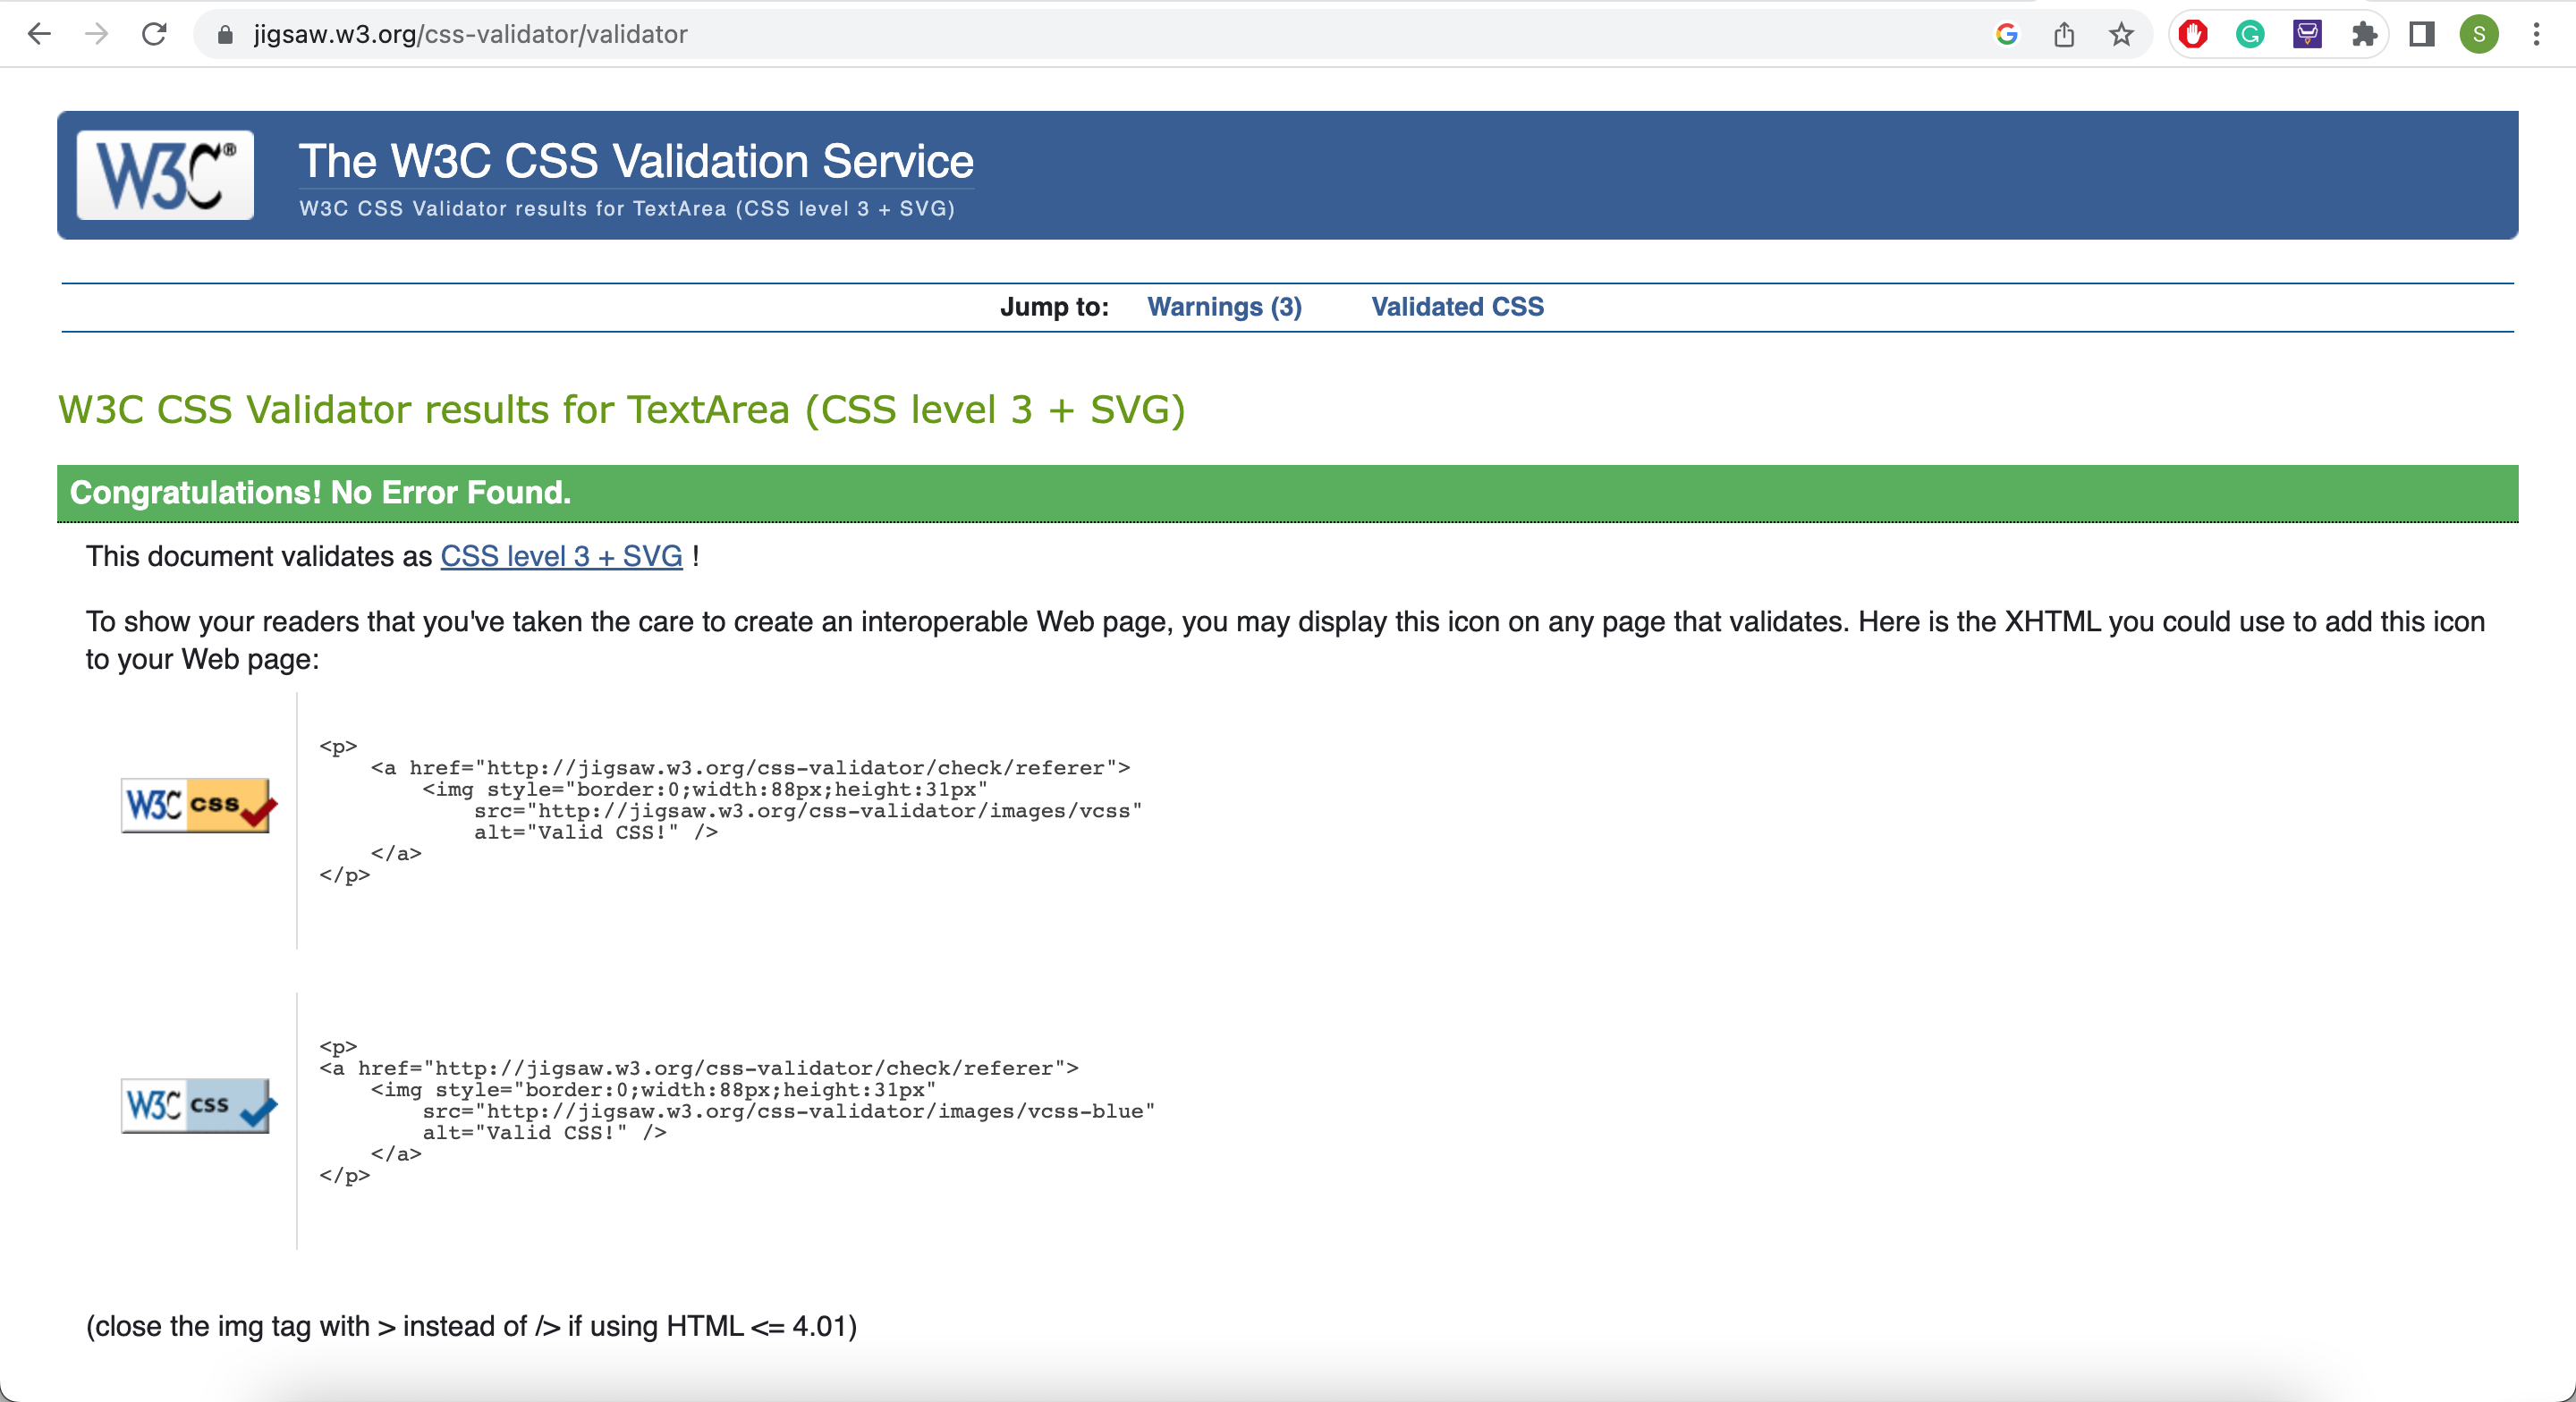 jigsaw.w3.org/css-validator/validator
G
S
W3C®
The W3C CSS Validation Service
W3C CSS Validator results for TextArea (CSS level 3 + SVG)
Jump to: Warnings (3) Validated CSS
W3C CSS Validator results for TextArea (CSS level 3 + SVG)
Congratulations! No Error Found.
This document validates as CSS level 3 + SVG !
To show your readers that you've taken the care to create an interoperable Web page, you may display this icon on any page that validates. Here is the XHTML you could use to add this icon
to your Web page:
W3C css
<p>
    <a href="http://jigsaw.w3.org/css-validator/check/referer">
        <img style="border:0;width:88px;height:31px"
            src="http://jigsaw.w3.org/css-validator/images/vcss"
            alt="Valid CSS!" />
    </a>
</p>
W3C css
<p>
<a href="http://jigsaw.w3.org/css-validator/check/referer">
    <img style="border:0;width:88px;height:31px"
        src="http://jigsaw.w3.org/css-validator/images/vcss-blue"
        alt="Valid CSS!" />
    </a>
</p>
(close the img tag with > instead of /> if using HTML <= 4.01)